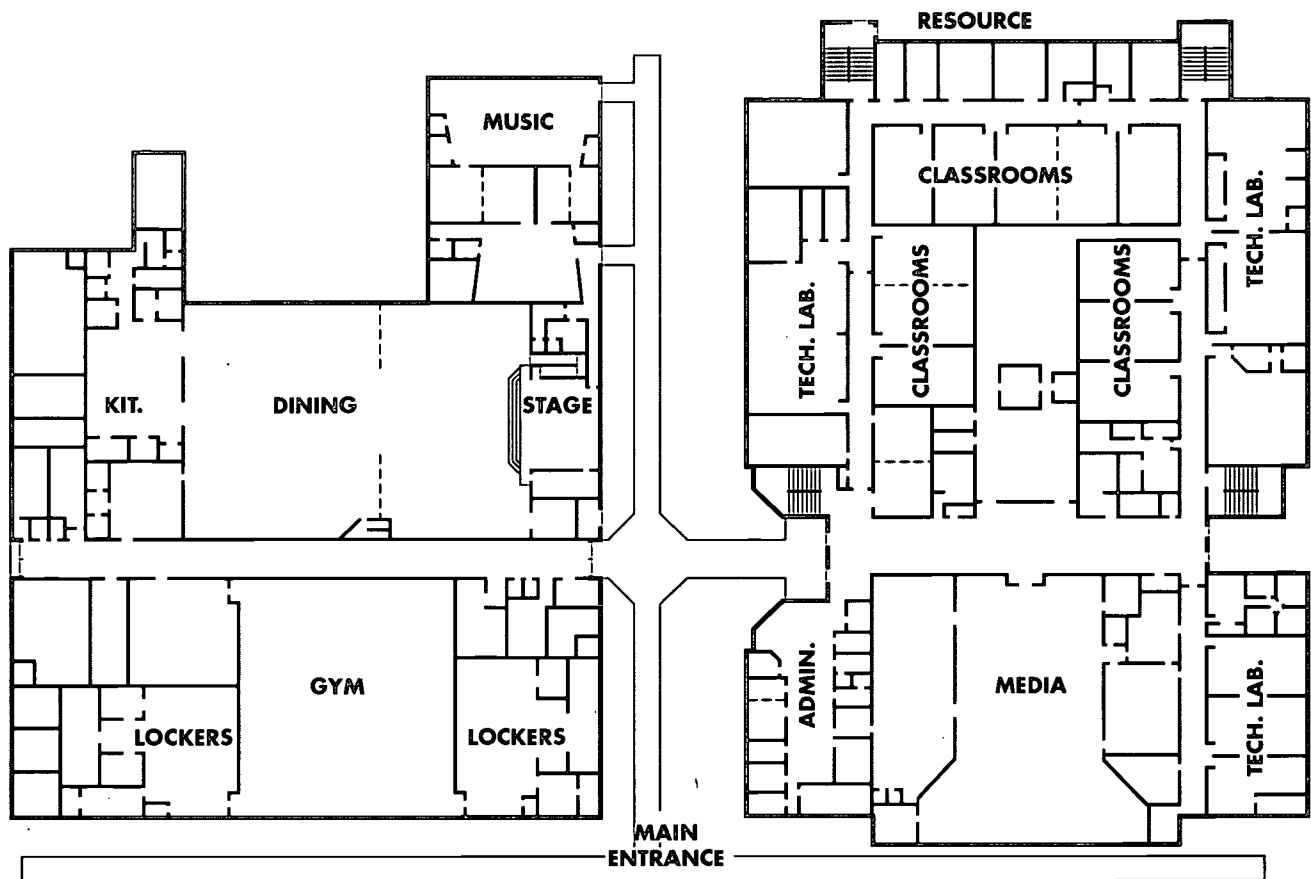 RESOURCE
MUSIC
CLASSROOMS
TECH. LAB.
TECH. LAB.
CLASSROOMS
CLASSROOMS
KIT.
DINING
STAGE
GYM
LOCKERS
LOCKERS
ADMIN.
MEDIA
TECH. LAB.
MAIN
ENTRANCE